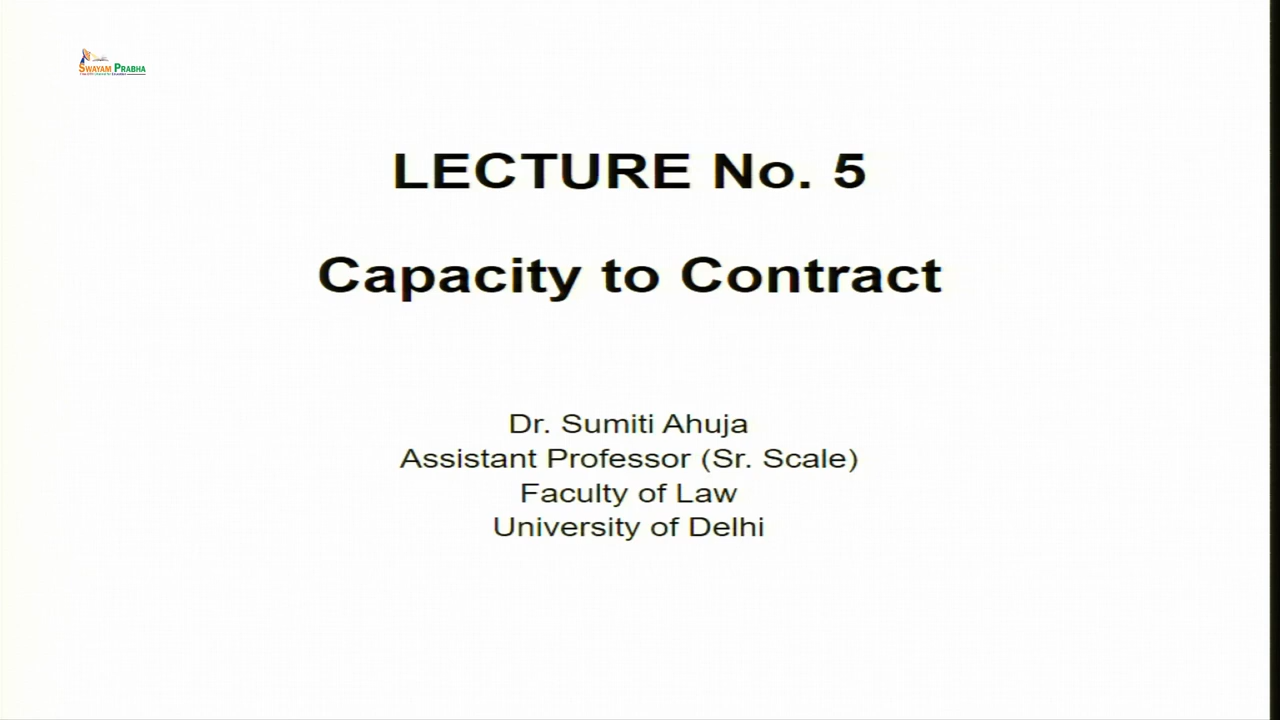 SWAYAM PRABHA
LECTURE No. 5
Capacity to Contract
Dr. Sumiti Ahuja
Assistant Professor (Sr. Scale)
Faculty of Law
University of Delhi